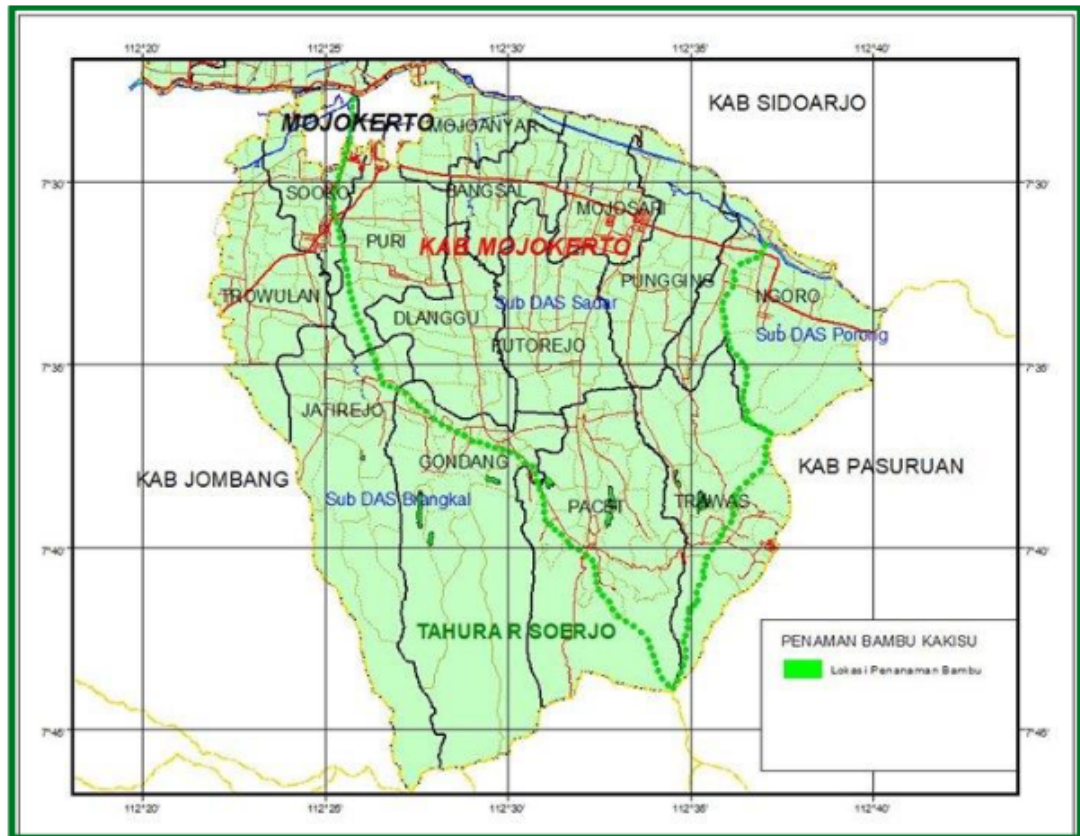 112°20' 112°25' 112°30' 112°35' 112°40'
KAB SIDOARJO
MOJOKERTO
MOJOANYAR
7°30' 7°30'
SOOKO
BANGSAL
MOJOSARI
PURI
KAB MOJOKERTO
PUNGGING
TROWULAN
NGORO
DLANGGU
Sub DAS Sadar
PUTOREJO
Sub DAS Porong
7°35' 7°35'
JATIREJO
KAB JOMBANG
GONDANG
KAB PASURUAN
Sub DAS Brangkal
PACET
TRAWAS
7°40' 7°40'
TAHURA R SOERJO
PENAMAN BAMBU KAKISU
Lokasi Penanaman Bambu
7°45' 7°45'
112°20' 112°25' 112°30' 112°35' 112°40'